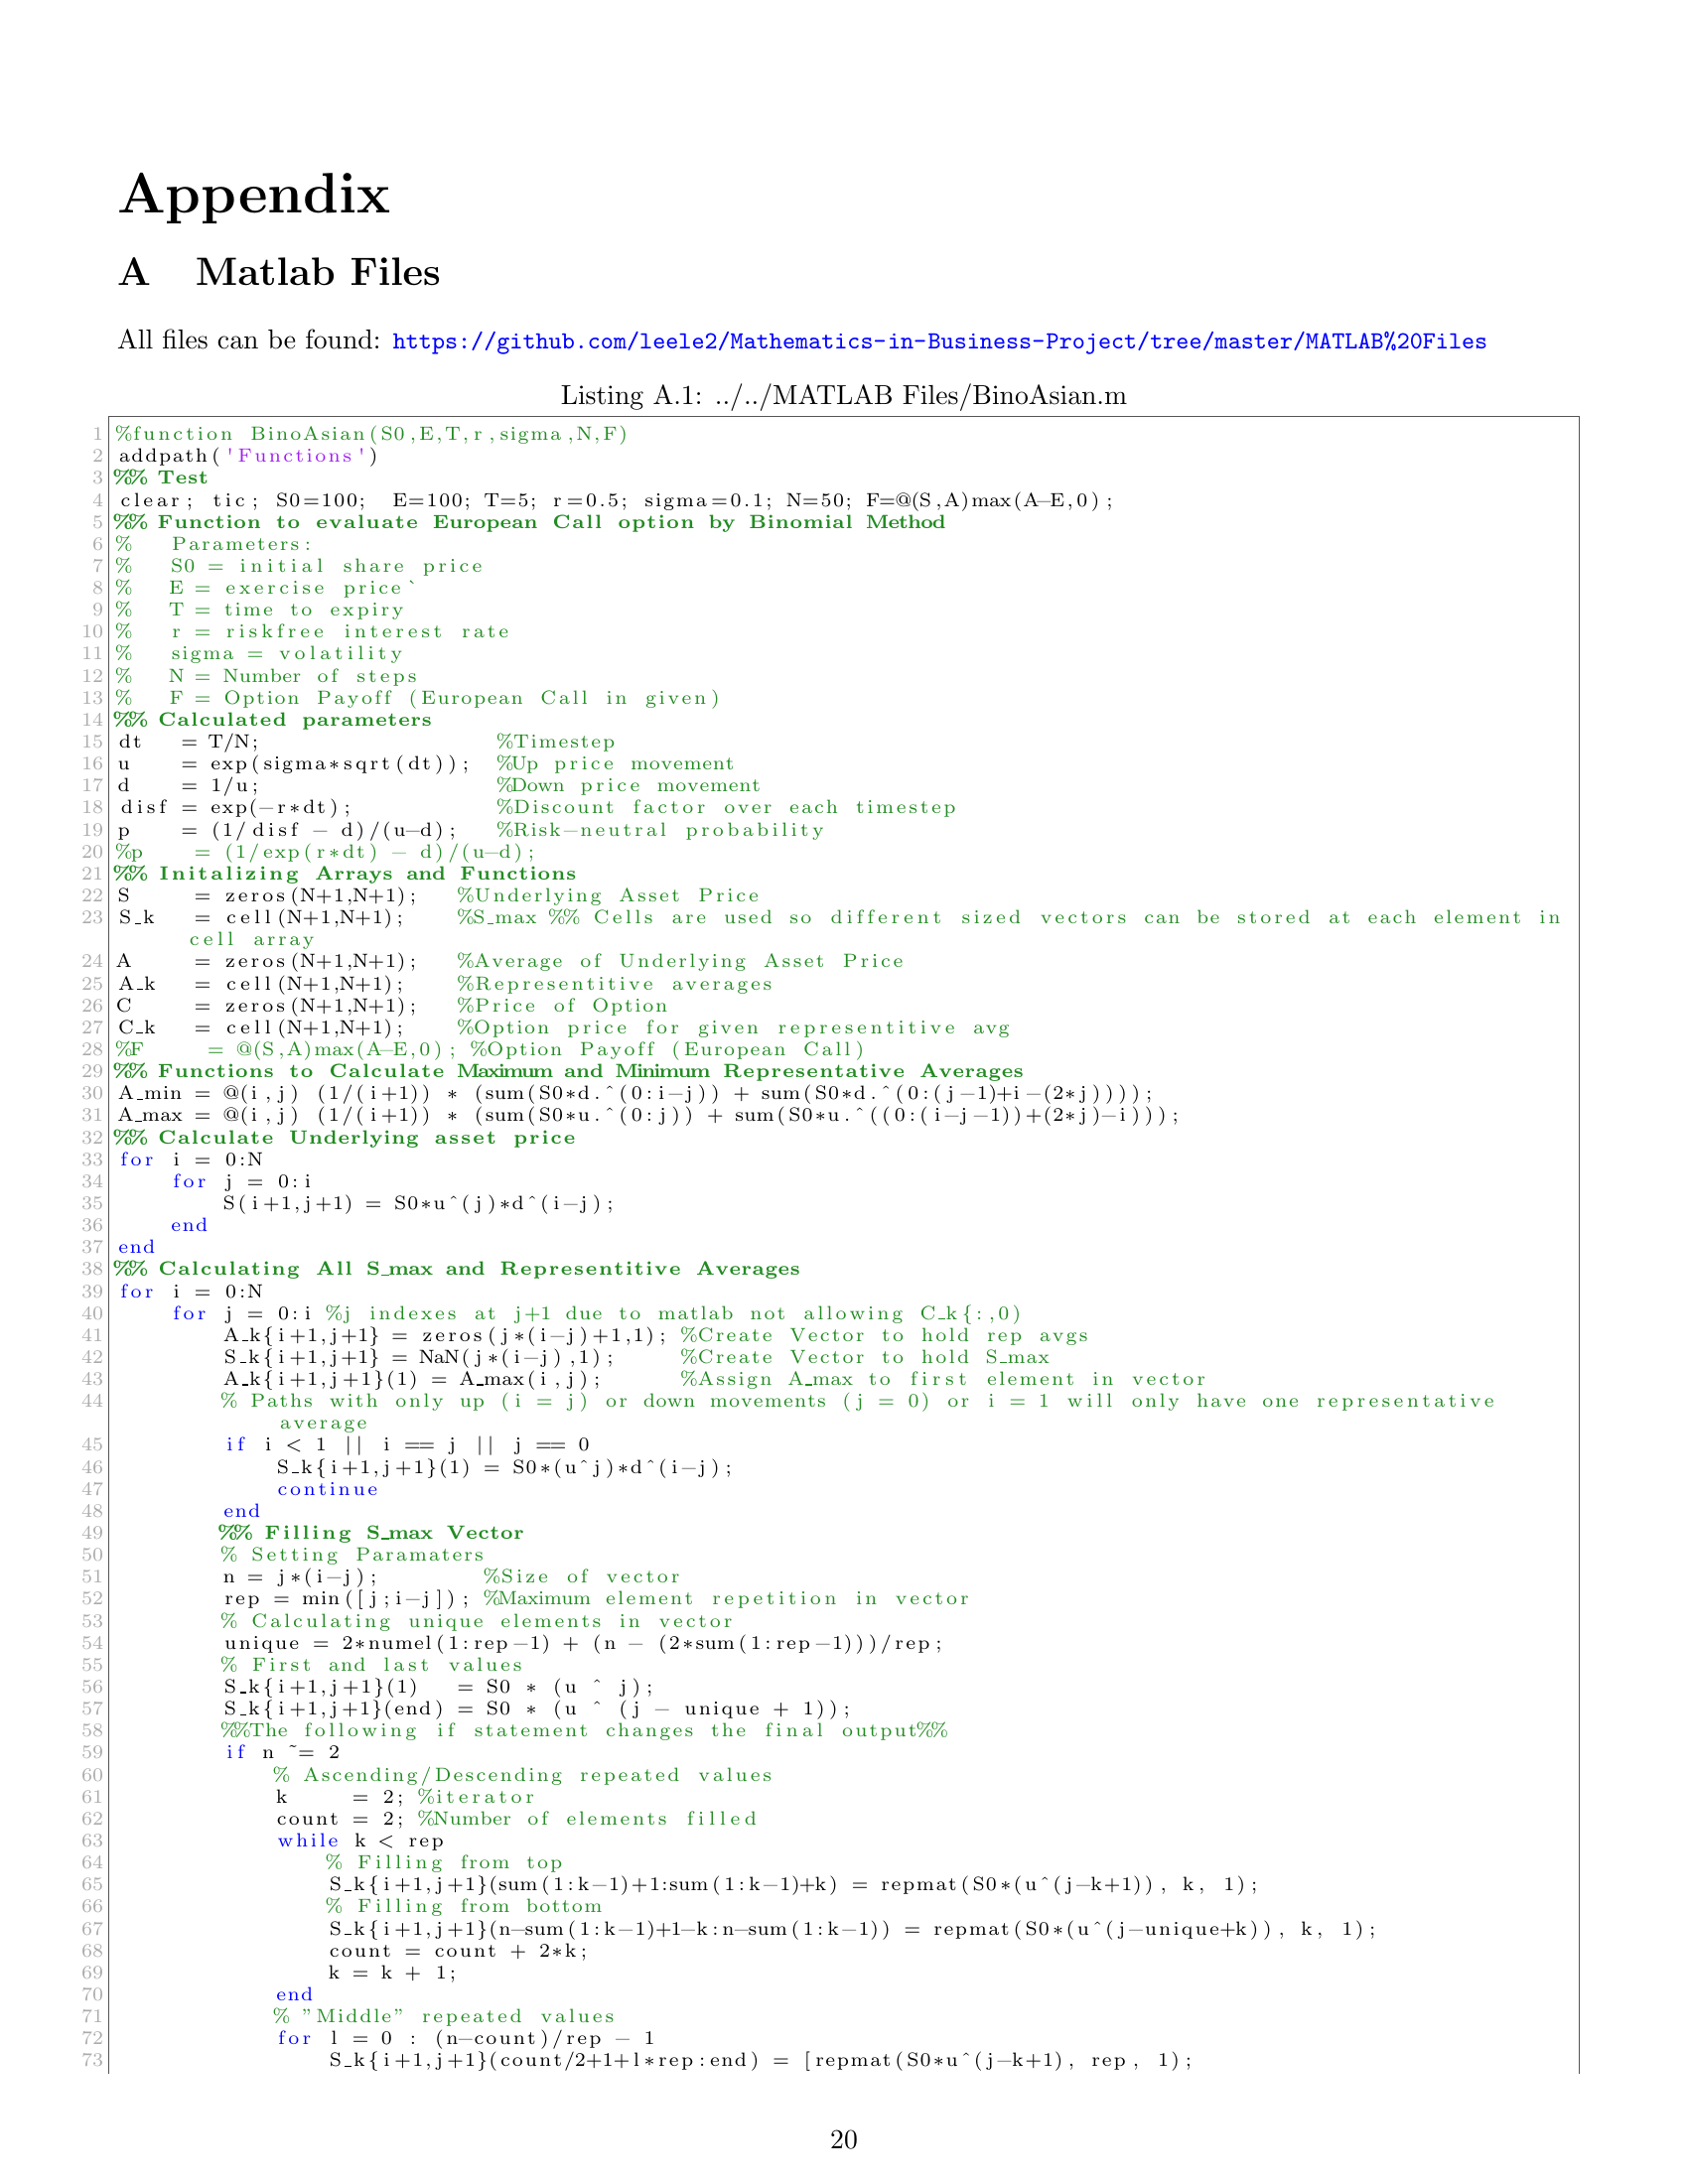 Appendix
A Matlab Files
All files can be found: https://github.com/leele2/Mathematics-in-Business-Project/tree/master/MATLAB%20Files
Listing A.1: ../../MATLAB Files/BinoAsian.m
1 %function BinoAsian(S0,E,T,r,sigma,N,F)
2 addpath('Functions')
3 %% Test
4 clear; tic; S0=100;  E=100; T=5; r=0.5; sigma=0.1; N=50; F=@(S,A)max(A-E,0);
5 %% Function to evaluate European Call option by Binomial Method
6 %   Parameters:
7 %   S0 = initial share price
8 %   E = exercise price`
9 %   T = time to expiry
10 %   r = riskfree interest rate
11 %   sigma = volatility
12 %   N = Number of steps
13 %   F = Option Payoff (European Call in given)
14 %% Calculated parameters
15 dt   = T/N;                  %Timestep
16 u    = exp(sigma*sqrt(dt));  %Up price movement
17 d    = 1/u;                  %Down price movement
18 disf = exp(-r*dt);           %Discount factor over each timestep
19 p    = (1/disf - d)/(u-d);   %Risk-neutral probability
20 %p    = (1/exp(r*dt) - d)/(u-d);
21 %% Initalizing Arrays and Functions
22 S     = zeros(N+1,N+1);   %Underlying Asset Price
23 S_k   = cell(N+1,N+1);    %S_max %% Cells are used so different sized vectors can be stored at each element in
cell array
24 A     = zeros(N+1,N+1);   %Average of Underlying Asset Price
25 A_k   = cell(N+1,N+1);    %Representitive averages
26 C     = zeros(N+1,N+1);   %Price of Option
27 C_k   = cell(N+1,N+1);    %Option price for given representitive avg
28 %F     = @(S,A)max(A-E,0); %Option Payoff (European Call)
29 %% Functions to Calculate Maximum and Minimum Representative Averages
30 A_min = @(i,j) (1/(i+1)) * (sum(S0*d.^(0:i-j)) + sum(S0*d.^(0:(j-1)+i-(2*j))));
31 A_max = @(i,j) (1/(i+1)) * (sum(S0*u.^(0:j)) + sum(S0*u.^((0:(i-j-1))+(2*j)-i)));
32 %% Calculate Underlying asset price
33 for i = 0:N
34     for j = 0:i
35         S(i+1,j+1) = S0*u^(j)*d^(i-j);
36     end
37 end
38 %% Calculating All S_max and Representitive Averages
39 for i = 0:N
40     for j = 0:i %j indexes at j+1 due to matlab not allowing C_k{:,0)
41         A_k{i+1,j+1} = zeros(j*(i-j)+1,1); %Create Vector to hold rep avgs
42         S_k{i+1,j+1} = NaN(j*(i-j),1);     %Create Vector to hold S_max
43         A_k{i+1,j+1}(1) = A_max(i,j);      %Assign A_max to first element in vector
44         % Paths with only up (i = j) or down movements (j = 0) or i = 1 will only have one representative
average
45         if i < 1 || i == j || j == 0
46             S_k{i+1,j+1}(1) = S0*(u^j)*d^(i-j);
47             continue
48         end
49         %% Filling S_max Vector
50         % Setting Paramaters
51         n = j*(i-j);        %Size of vector
52         rep = min([j;i-j]); %Maximum element repetition in vector
53         % Calculating unique elements in vector
54         unique = 2*numel(1:rep-1) + (n - (2*sum(1:rep-1)))/rep;
55         % First and last values
56         S_k{i+1,j+1}(1)   = S0 * (u ^ j);
57         S_k{i+1,j+1}(end) = S0 * (u ^ (j - unique + 1));
58         %%The following if statement changes the final output%%
59         if n ~= 2
60             % Ascending/Descending repeated values
61             k     = 2; %iterator
62             count = 2; %Number of elements filled
63             while k < rep
64                 % Filling from top
65                 S_k{i+1,j+1}(sum(1:k-1)+1:sum(1:k-1)+k) = repmat(S0*(u^(j-k+1)), k, 1);
66                 % Filling from bottom
67                 S_k{i+1,j+1}(n-sum(1:k-1)+1-k:n-sum(1:k-1)) = repmat(S0*(u^(j-unique+k)), k, 1);
68                 count = count + 2*k;
69                 k = k + 1;
70             end
71             % "Middle" repeated values
72             for l = 0 : (n-count)/rep - 1
73                 S_k{i+1,j+1}(count/2+1+l*rep:end) = [repmat(S0*u^(j-k+1), rep, 1);
20